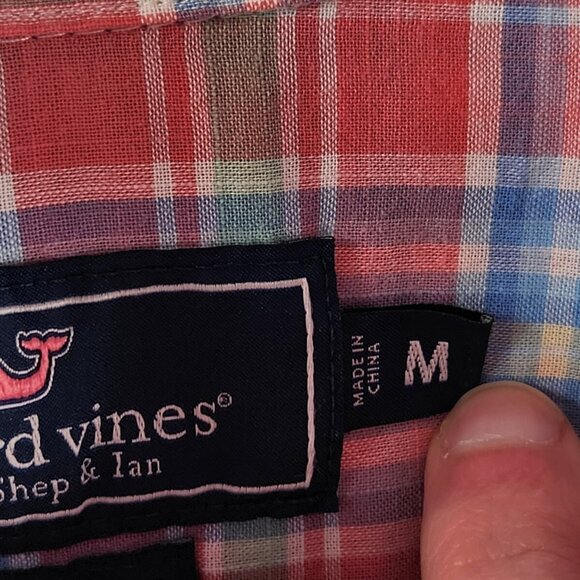 rd vines®
Shep & Ian
MADE IN
CHINA
M